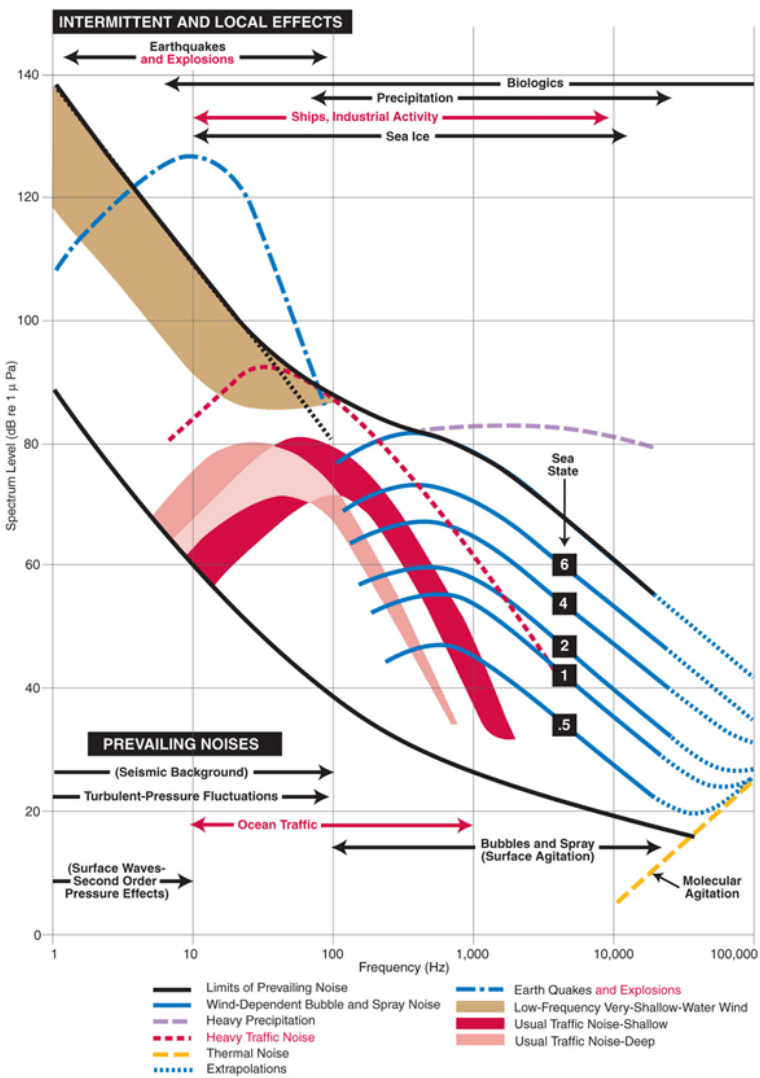 INTERMITTENT AND LOCAL EFFECTS
Earthquakes
and Explosions
Biologics
Precipitation
Ships, Industrial Activity
Sea Ice
140
120
100
80
60
40
20
0
Spectrum Level (dB re 1 µ Pa)
Sea
State
6
4
2
1
.5
PREVAILING NOISES
(Seismic Background)
Turbulent-Pressure Fluctuations
Ocean Traffic
Bubbles and Spray
(Surface Agitation)
(Surface Waves-
Second Order
Pressure Effects)
Molecular
Agitation
1
10
100
1,000
10,000
100,000
Frequency (Hz)
Limits of Prevailing Noise
Wind-Dependent Bubble and Spray Noise
Heavy Precipitation
Heavy Traffic Noise
Thermal Noise
Extrapolations
Earth Quakes and Explosions
Low-Frequency Very-Shallow-Water Wind
Usual Traffic Noise-Shallow
Usual Traffic Noise-Deep